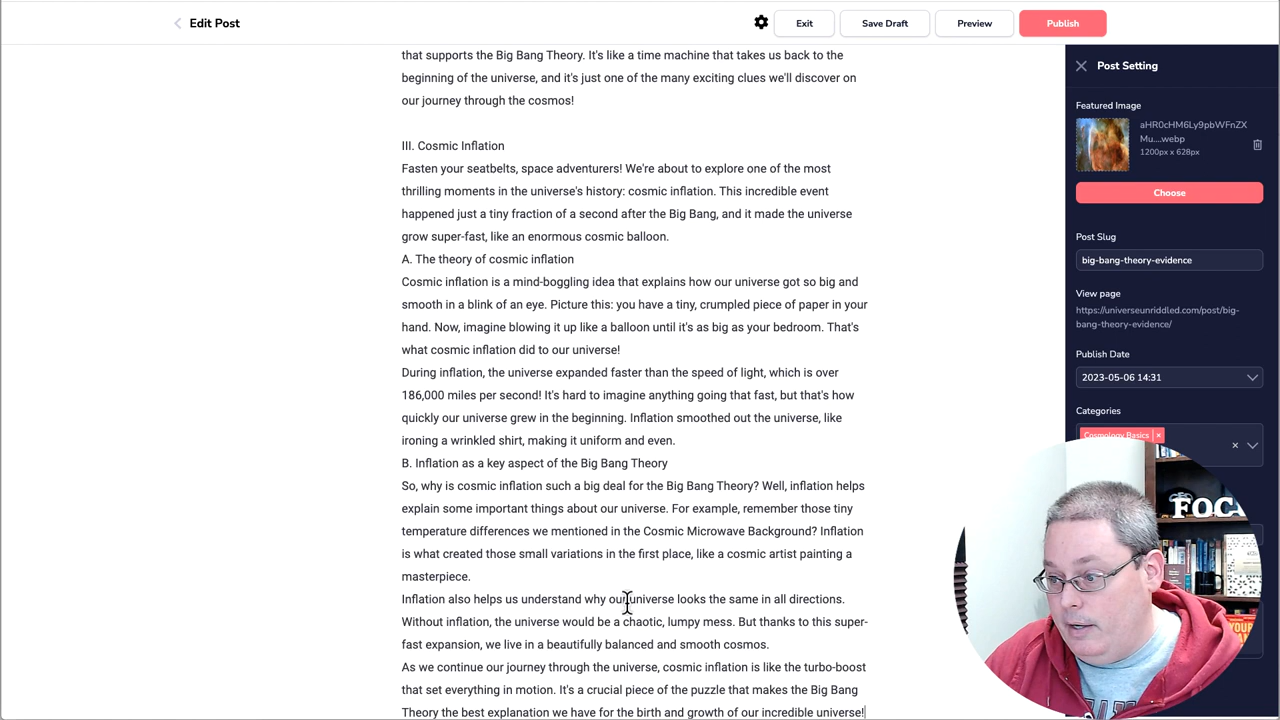 Edit Post
Exit
Save Draft
Preview
Publish
that supports the Big Bang Theory. It's like a time machine that takes us back to the
beginning of the universe, and it's just one of the many exciting clues we'll discover on
our journey through the cosmos!
III. Cosmic Inflation
Fasten your seatbelts, space adventurers! We're about to explore one of the most
thrilling moments in the universe's history: cosmic inflation. This incredible event
happened just a tiny fraction of a second after the Big Bang, and it made the universe
grow super-fast, like an enormous cosmic balloon.
A. The theory of cosmic inflation
Cosmic inflation is a mind-boggling idea that explains how our universe got so big and
smooth in a blink of an eye. Picture this: you have a tiny, crumpled piece of paper in your
hand. Now, imagine blowing it up like a balloon until it's as big as your bedroom. That's
what cosmic inflation did to our universe!
During inflation, the universe expanded faster than the speed of light, which is over
186,000 miles per second! It's hard to imagine anything going that fast, but that's how
quickly our universe grew in the beginning. Inflation smoothed out the universe, like
ironing a wrinkled shirt, making it uniform and even.
B. Inflation as a key aspect of the Big Bang Theory
So, why is cosmic inflation such a big deal for the Big Bang Theory? Well, inflation helps
explain some important things about our universe. For example, remember those tiny
temperature differences we mentioned in the Cosmic Microwave Background? Inflation
is what created those small variations in the first place, like a cosmic artist painting a
masterpiece.
Inflation also helps us understand why our universe looks the same in all directions.
Without inflation, the universe would be a chaotic, lumpy mess. But thanks to this super-
fast expansion, we live in a beautifully balanced and smooth cosmos.
As we continue our journey through the universe, cosmic inflation is like the turbo-boost
that set everything in motion. It's a crucial piece of the puzzle that makes the Big Bang
Theory the best explanation we have for the birth and growth of our incredible universe!
Post Setting
Featured Image
aHR0cHM6Ly9pbWFnZX
Mu....webp
1200px x 628px
Choose
Post Slug
big-bang-theory-evidence
View page
https://universeunriddled.com/post/big-
bang-theory-evidence/
Publish Date
2023-05-06 14:31
Categories
Cosmology Basics
FOC